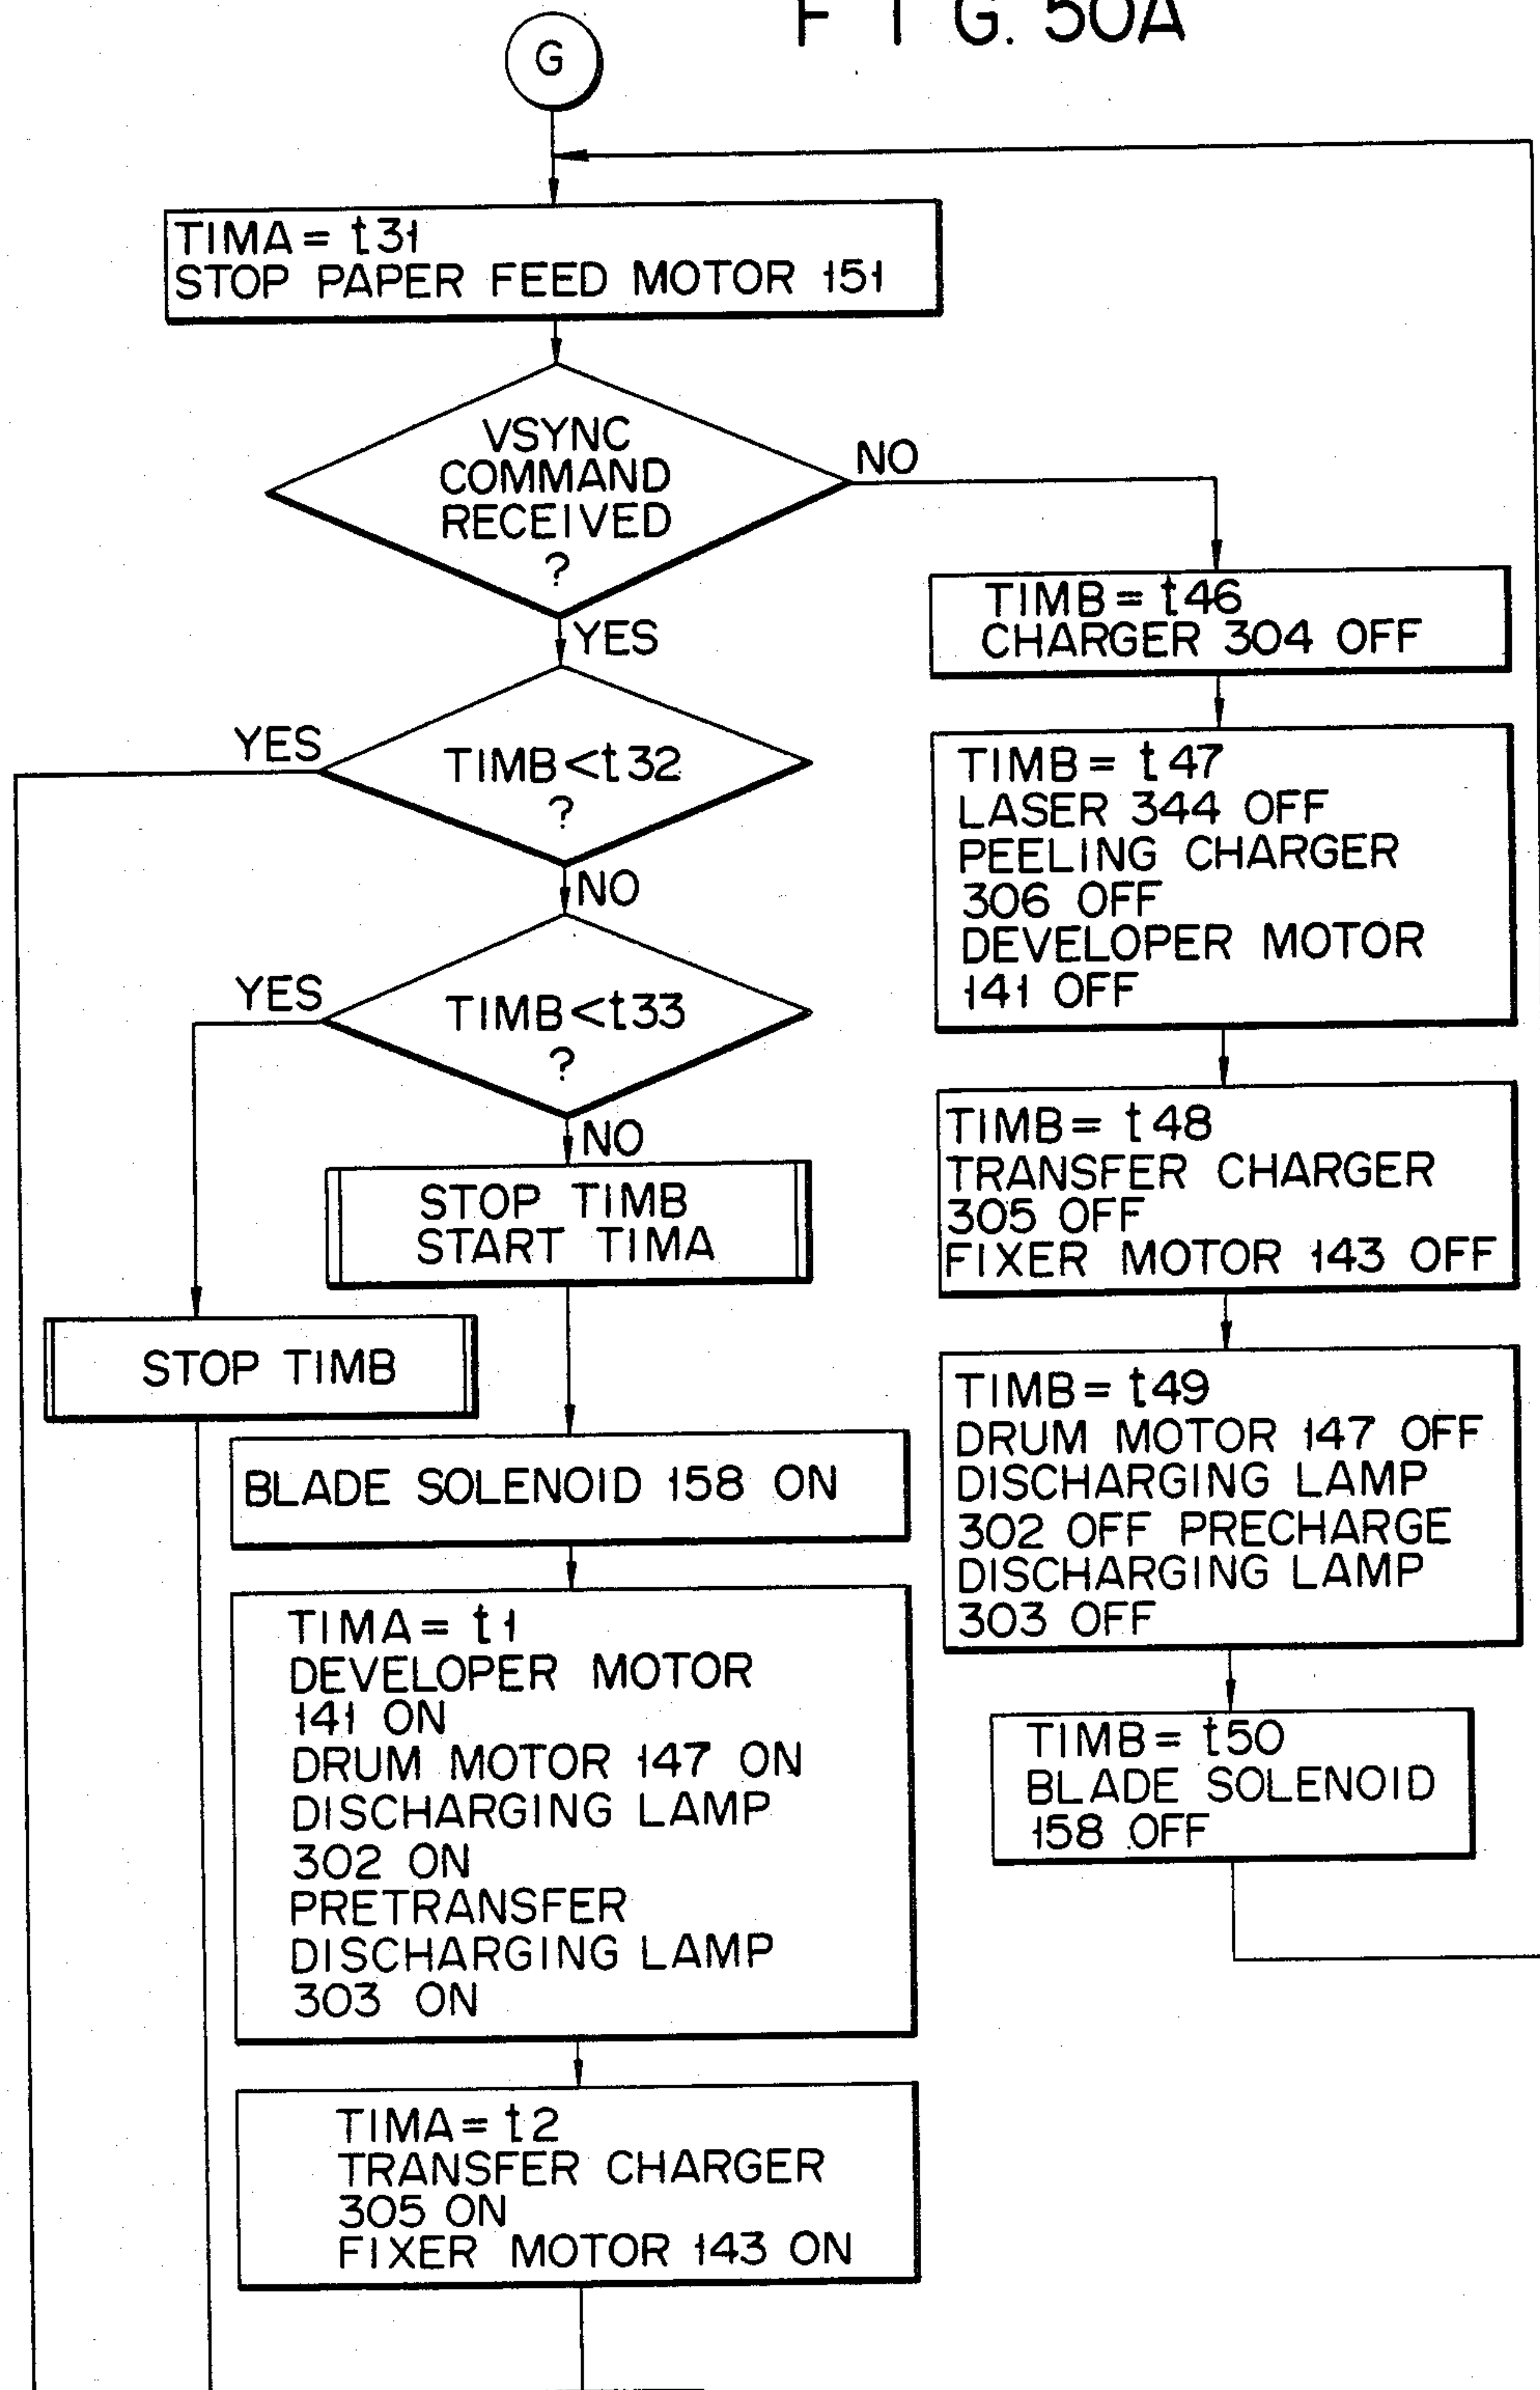 FIG. 50A
G
TIMA = t31
STOP PAPER FEED MOTOR 151
VSYNC
COMMAND
RECEIVED
?
NO
YES
TIMB<t32
?
YES
NO
TIMB<t33
?
YES
NO
STOP TIMB
START TIMA
STOP TIMB
BLADE SOLENOID 158 ON
TIMA = t1
DEVELOPER MOTOR
141 ON
DRUM MOTOR 147 ON
DISCHARGING LAMP
302 ON
PRETRANSFER
DISCHARGING LAMP
303 ON
TIMA = t2
TRANSFER CHARGER
305 ON
FIXER MOTOR 143 ON
TIMB = t46
CHARGER 304 OFF
TIMB = t47
LASER 344 OFF
PEELING CHARGER
306 OFF
DEVELOPER MOTOR
141 OFF
TIMB = t48
TRANSFER CHARGER
305 OFF
FIXER MOTOR 143 OFF
TIMB = t49
DRUM MOTOR 147 OFF
DISCHARGING LAMP
302 OFF PRECHARGE
DISCHARGING LAMP
303 OFF
TIMB = t50
BLADE SOLENOID
158 OFF